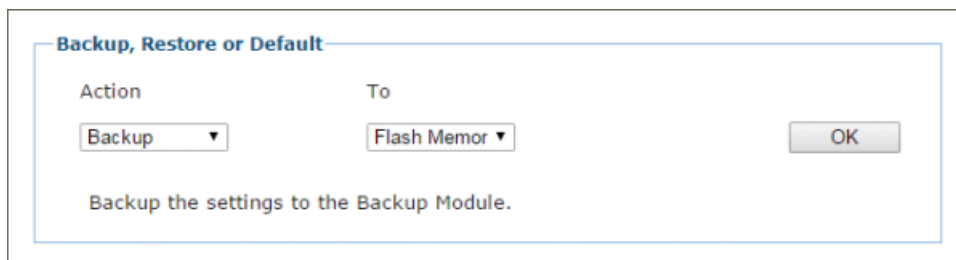 Backup, Restore or Default
Action To
Backup Flash Memor OK
Backup the settings to the Backup Module.